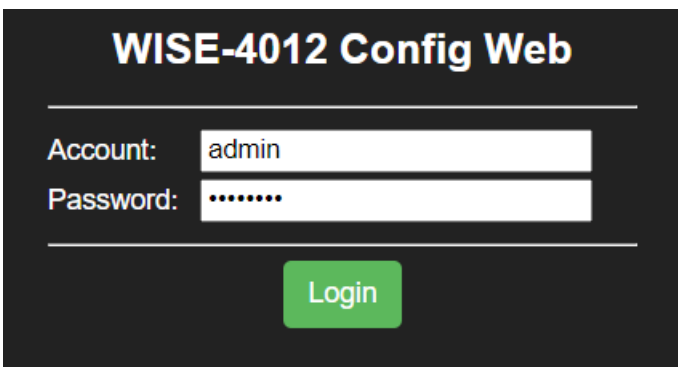 WISE-4012 Config Web
Account: admin
Password: ••••••••
Login